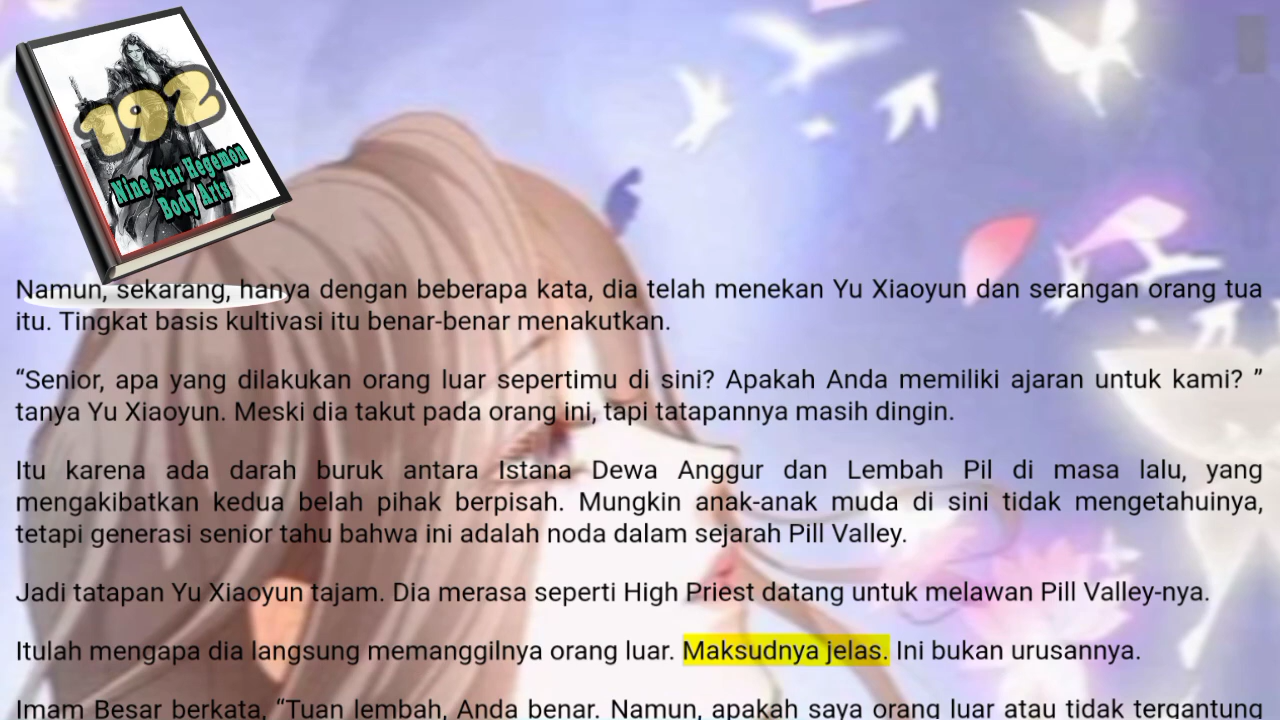 192
Nine Star Hegemon
Body Arts
Namun, sekarang, hanya dengan beberapa kata, dia telah menekan Yu Xiaoyun dan serangan orang tua
itu. Tingkat basis kultivasi itu benar-benar menakutkan.
“Senior, apa yang dilakukan orang luar sepertimu di sini? Apakah Anda memiliki ajaran untuk kami? ”
tanya Yu Xiaoyun. Meski dia takut pada orang ini, tapi tatapannya masih dingin.
Itu karena ada darah buruk antara Istana Dewa Anggur dan Lembah Pil di masa lalu, yang
mengakibatkan kedua belah pihak berpisah. Mungkin anak-anak muda di sini tidak mengetahuinya,
tetapi generasi senior tahu bahwa ini adalah noda dalam sejarah Pill Valley.
Jadi tatapan Yu Xiaoyun tajam. Dia merasa seperti High Priest datang untuk melawan Pill Valley-nya.
Itulah mengapa dia langsung memanggilnya orang luar. Maksudnya jelas. Ini bukan urusannya.
Imam Besar berkata, “Tuan lembah, Anda benar. Namun, apakah saya orang luar atau tidak tergantung